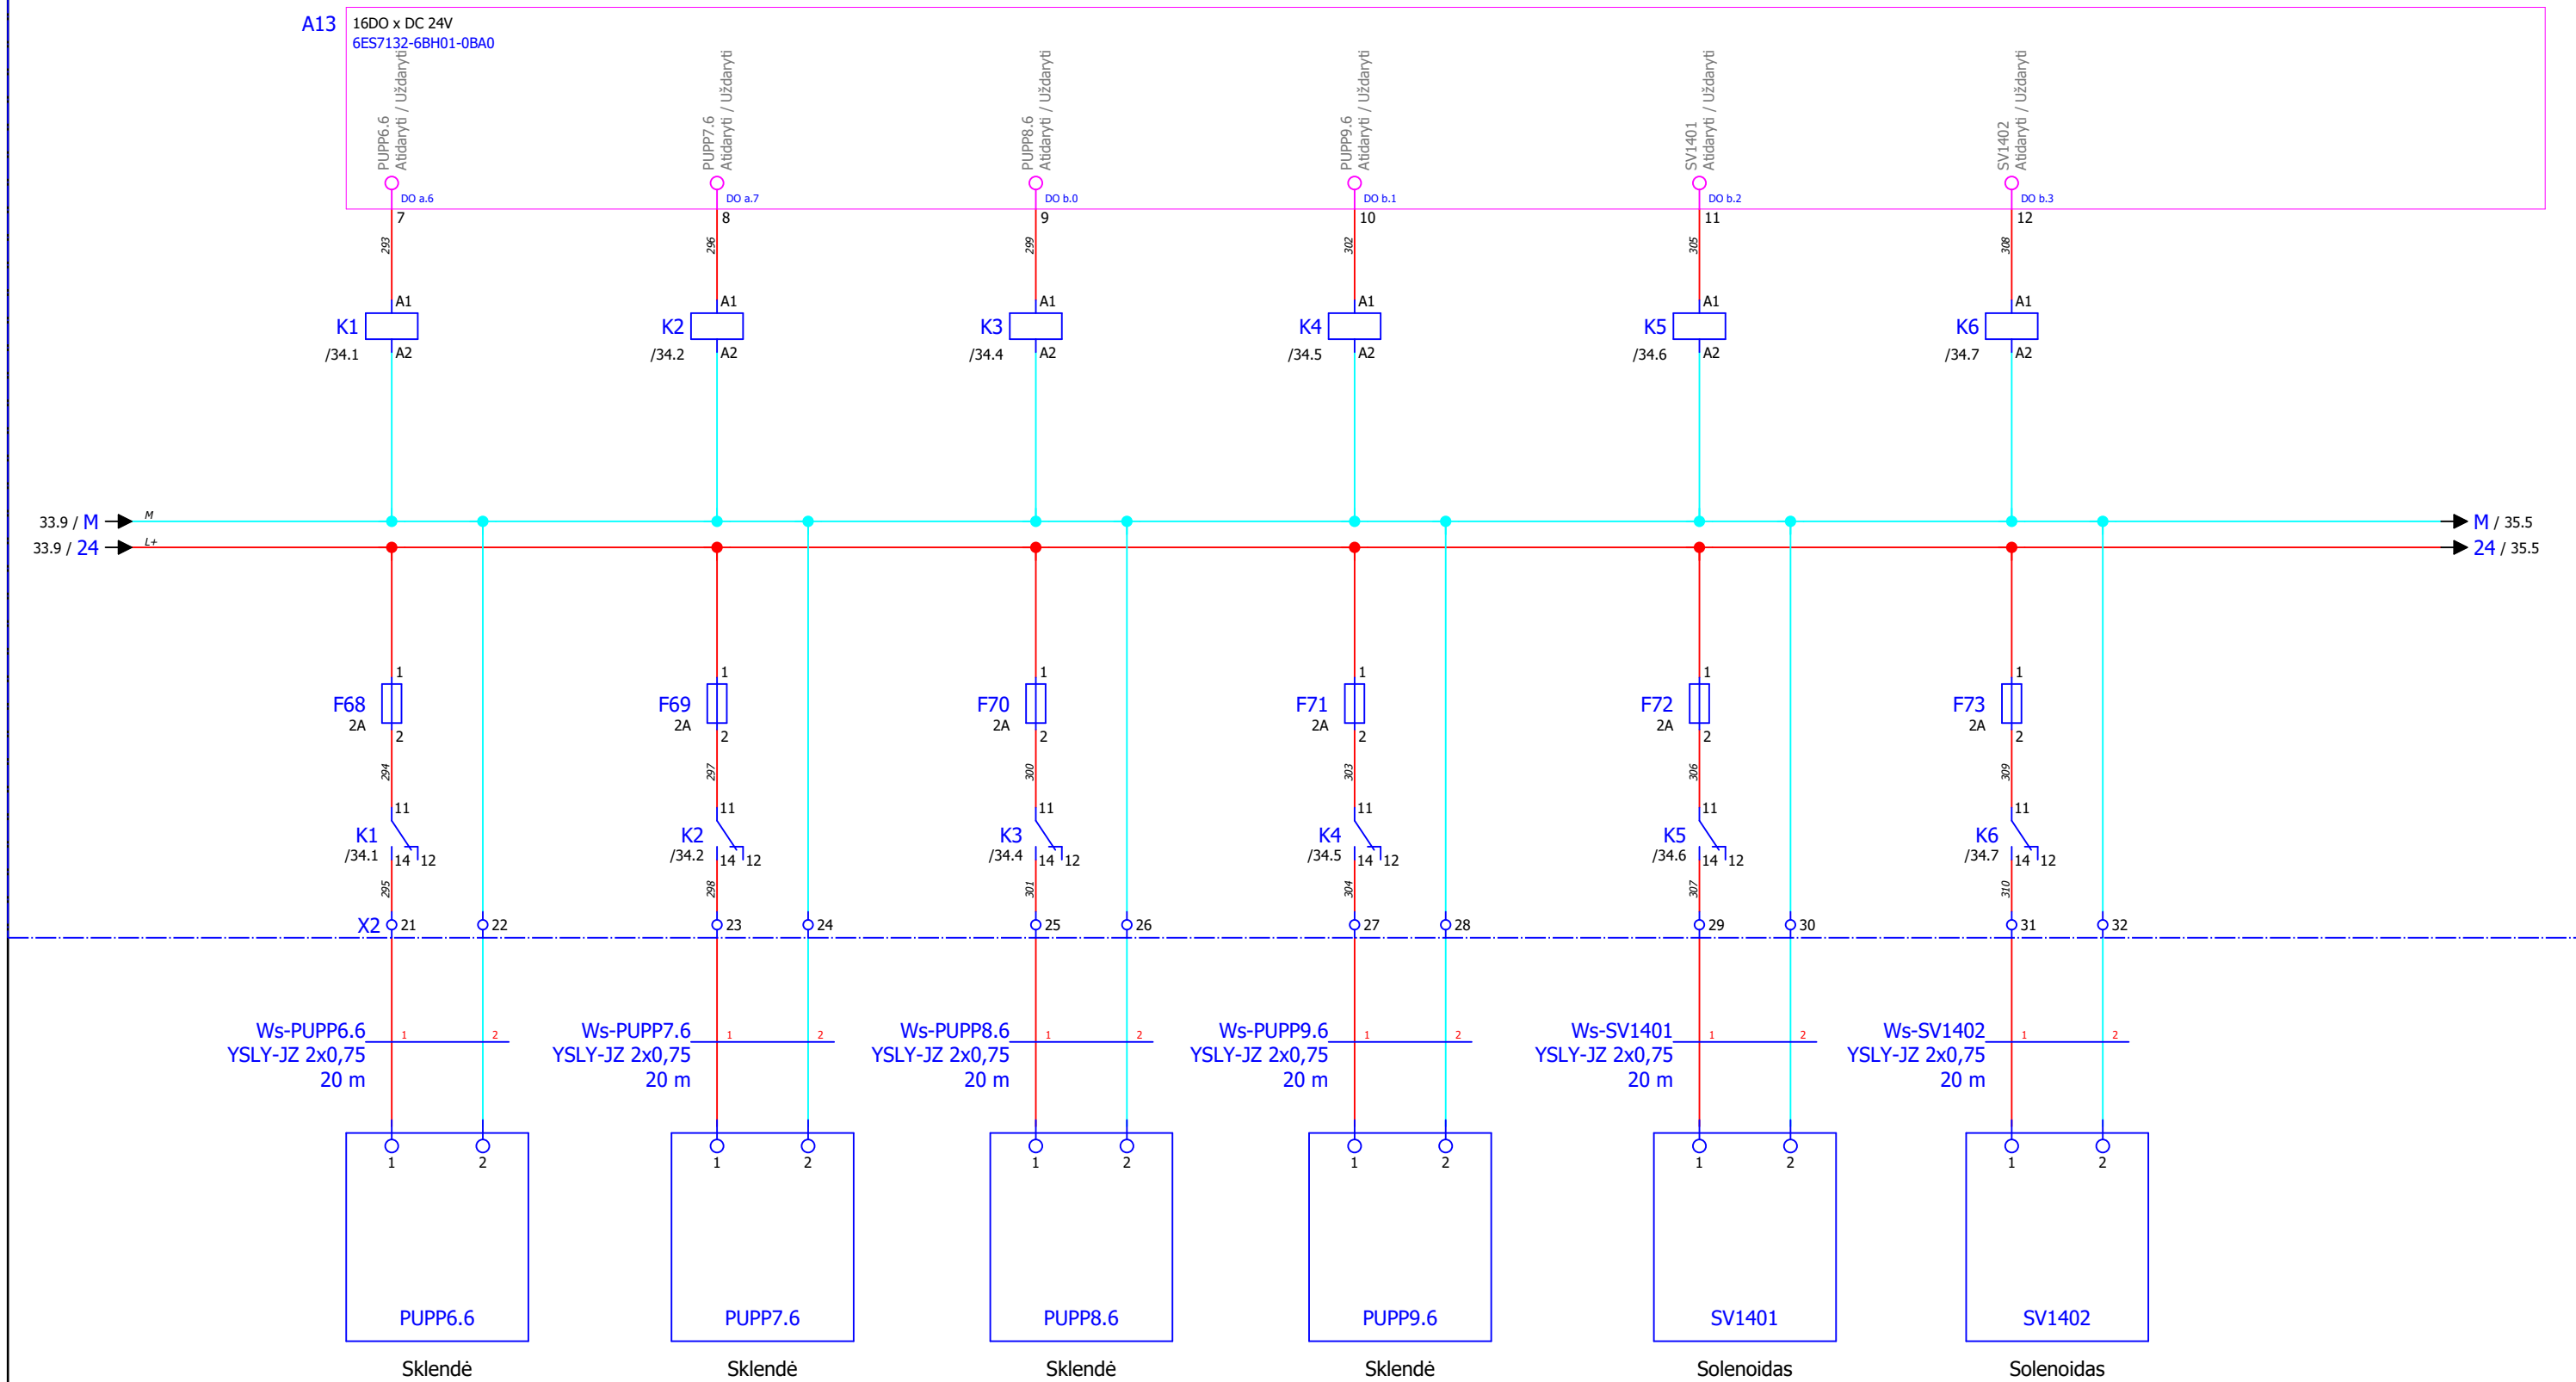 A13
16DO x DC 24V
6ES7132-6BH01-0BA0
PUPP6.6
Atidaryti / Uždaryti
PUPP7.6
Atidaryti / Uždaryti
PUPP8.6
Atidaryti / Uždaryti
PUPP9.6
Atidaryti / Uždaryti
SV1401
Atidaryti / Uždaryti
SV1402
Atidaryti / Uždaryti
DO a.6 DO a.7 DO b.0 DO b.1 DO b.2 DO b.3
7 8 9 10 11 12
293 296 299 302 305 308
A1 A1 A1 A1 A1 A1
K1 K2 K3 K4 K5 K6
/34.1 A2 /34.2 A2 /34.4 A2 /34.5 A2 /34.6 A2 /34.7 A2
33.9 / M M M / 35.5
33.9 / 24 L+ 24 / 35.5
1 1 1 1 1 1
F68 F69 F70 F71 F72 F73
2A 2A 2A 2A 2A 2A
2 2 2 2 2 2
294 297 300 303 306 309
11 11 11 11 11 11
K1 K2 K3 K4 K5 K6
/34.1 14 12 /34.2 14 12 /34.4 14 12 /34.5 14 12 /34.6 14 12 /34.7 14 12
295 298 301 304 307 310
X2 21 22 23 24 25 26 27 28 29 30 31 32
Ws-PUPP6.6 1 2 Ws-PUPP7.6 1 2 Ws-PUPP8.6 1 2 Ws-PUPP9.6 1 2 Ws-SV1401 1 2 Ws-SV1402 1 2
YSLY-JZ 2x0,75 YSLY-JZ 2x0,75 YSLY-JZ 2x0,75 YSLY-JZ 2x0,75 YSLY-JZ 2x0,75 YSLY-JZ 2x0,75
20 m 20 m 20 m 20 m 20 m 20 m
1 2 1 2 1 2 1 2 1 2 1 2
PUPP6.6 PUPP7.6 PUPP8.6 PUPP9.6 SV1401 SV1402
Sklendė Sklendė Sklendė Sklendė Solenoidas Solenoidas